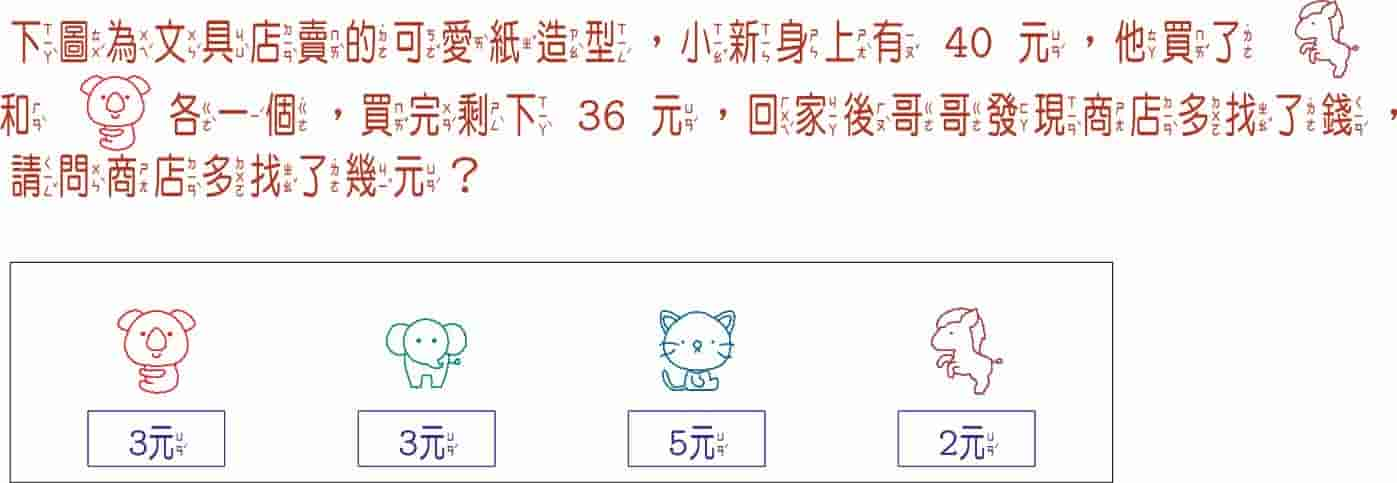 下圖為文具店賣的可愛紙造型，小新身上有 40 元，他買了
和 各一個，買完剩下 36 元，回家後哥哥發現商店多找了錢，
請問商店多找了幾元？
3元 3元 5元 2元